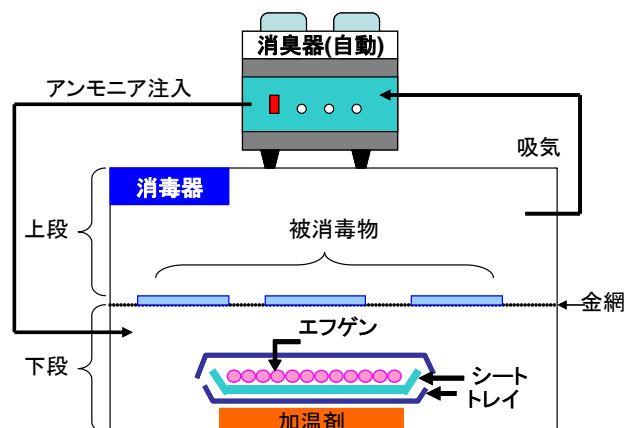 消臭器(自動)
アンモニア注入
吸気
消毒器
上段
被消毒物
金網
エフゲン
下段
シート
トレイ
加温剤